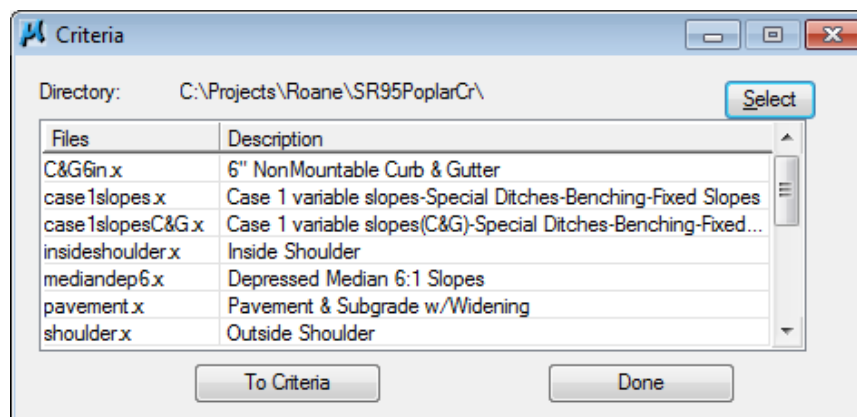 Criteria
Directory: C:\Projects\Roane\SR95PoplarCr\
Select
Files Description
C&G6in.x 6" NonMountable Curb & Gutter
case1slopes.x Case 1 variable slopes-Special Ditches-Benching-Fixed Slopes
case1slopesC&G.x Case 1 variable slopes(C&G)-Special Ditches-Benching-Fixed...
insideshoulder.x Inside Shoulder
mediandep6.x Depressed Median 6:1 Slopes
pavement.x Pavement & Subgrade w/Widening
shoulder.x Outside Shoulder
To Criteria Done